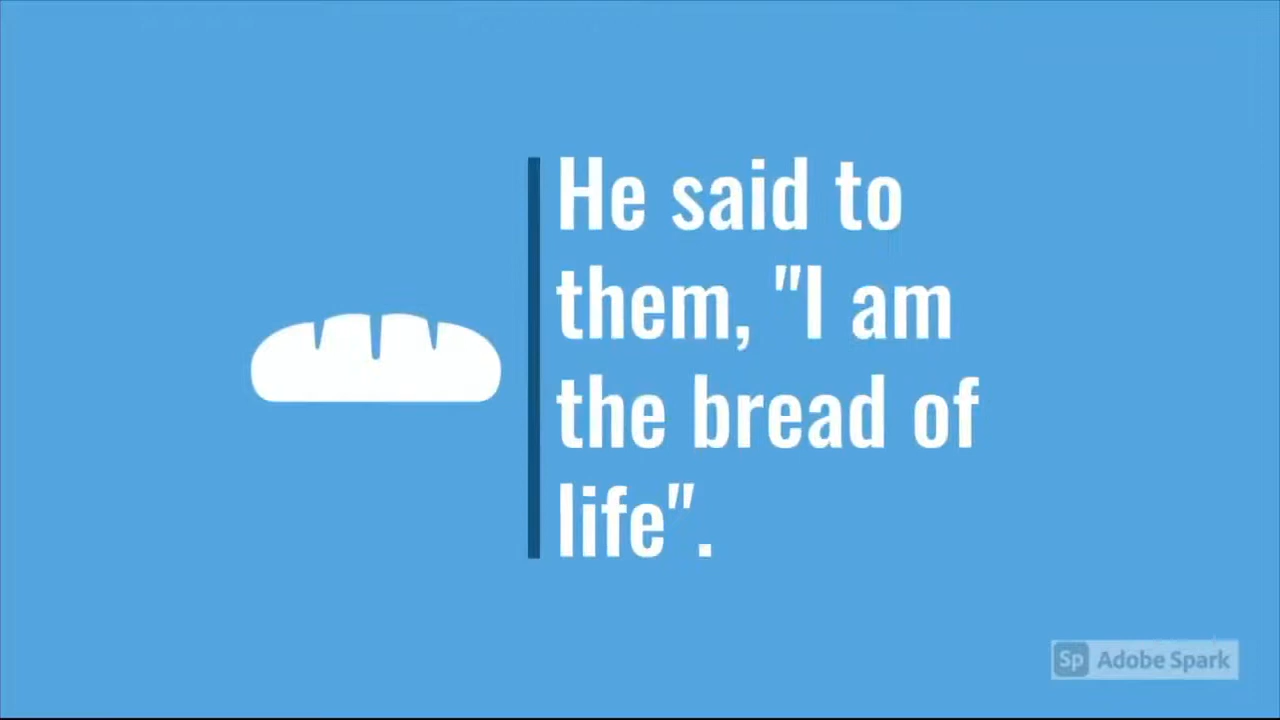 He said to
them, "I am
the bread of
life".
Sp Adobe Spark